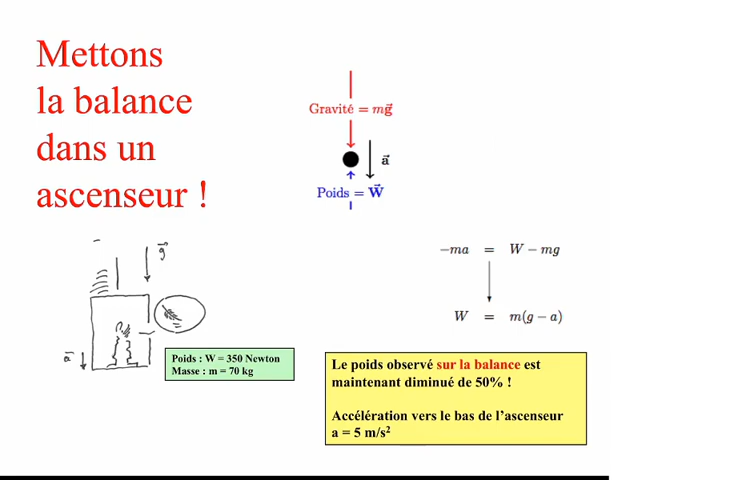 Mettons
la balance
dans un
ascenseur !
Gravité = mg⃗
a⃗
Poids = W⃗
g⃗
-ma = W - mg
W = m(g - a)
a⃗
Poids : W = 350 Newton
Masse : m = 70 kg
Le poids observé sur la balance est
maintenant diminué de 50% !
Accélération vers le bas de l'ascenseur
a = 5 m/s²